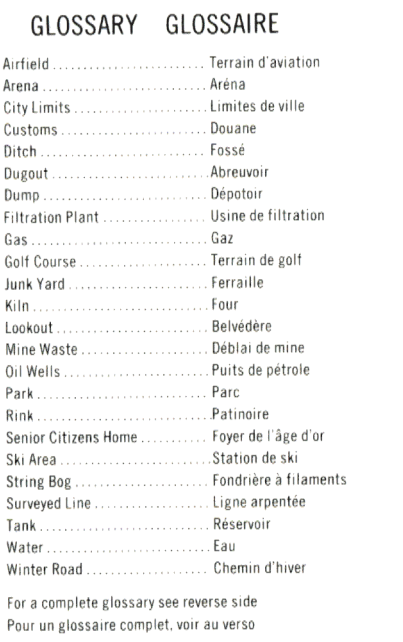 GLOSSARY GLOSSAIRE
Airfield ........................ Terrain d'aviation
Arena .......................... Aréna
City Limits ..................... Limites de ville
Customs ....................... Douane
Ditch .......................... Fossé
Dugout ......................... Abreuvoir
Dump .......................... Dépotoir
Filtration Plant ................ Usine de filtration
Gas ............................ Gaz
Golf Course .................... Terrain de golf
Junk Yard ...................... Ferraille
Kiln ............................ Four
Lookout ........................ Belvédère
Mine Waste .................... Déblai de mine
Oil Wells ....................... Puits de pétrole
Park ........................... Parc
Rink ........................... Patinoire
Senior Citizens Home .......... Foyer de l'âge d'or
Ski Area ....................... Station de ski
String Bog ..................... Fondrière à filaments
Surveyed Line .................. Ligne arpentée
Tank ........................... Réservoir
Water .......................... Eau
Winter Road ................... Chemin d'hiver
For a complete glossary see reverse side
Pour un glossaire complet, voir au verso